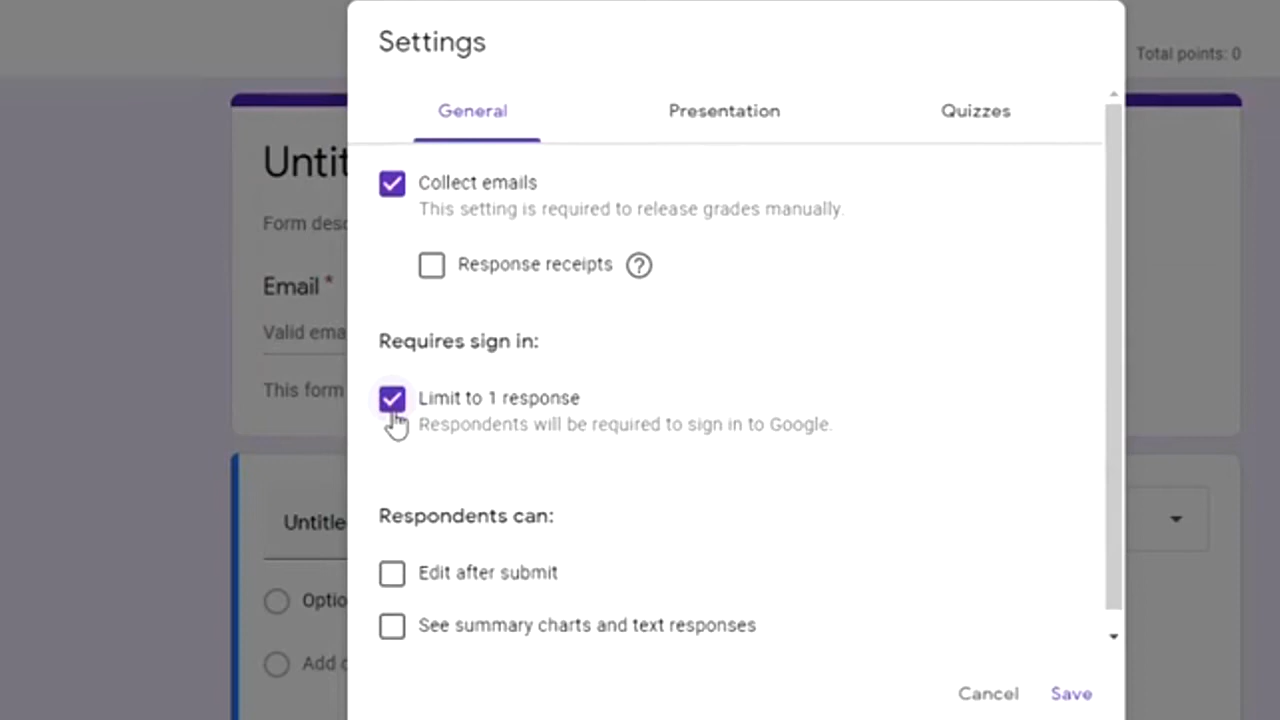 Settings
Total points: 0
General Presentation Quizzes
Collect emails
This setting is required to release grades manually.
Response receipts ?
Requires sign in:
Limit to 1 response
Respondents will be required to sign in to Google.
Respondents can:
Edit after submit
See summary charts and text responses
Cancel Save
Untit
Form desc
Email *
Valid ema
This form
Untitle
Optio
Add